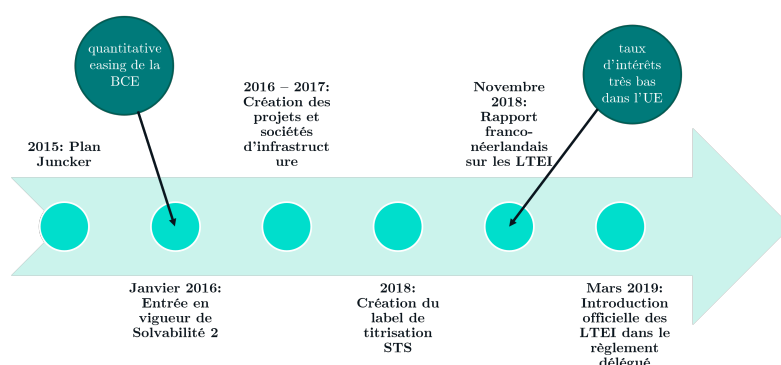 quantitative
easing de la
BCE
taux
d'intérêts
très bas
dans l'UE
2015: Plan
Juncker
2016 – 2017:
Création des
projets et
sociétés
d'infrastruct
ure
Novembre
2018:
Rapport
franco-
néerlandais
sur les LTEI
Janvier 2016:
Entrée en
vigueur de
Solvabilité 2
2018:
Création du
label de
titrisation
STS
Mars 2019:
Introduction
officielle des
LTEI dans le
règlement
délégué